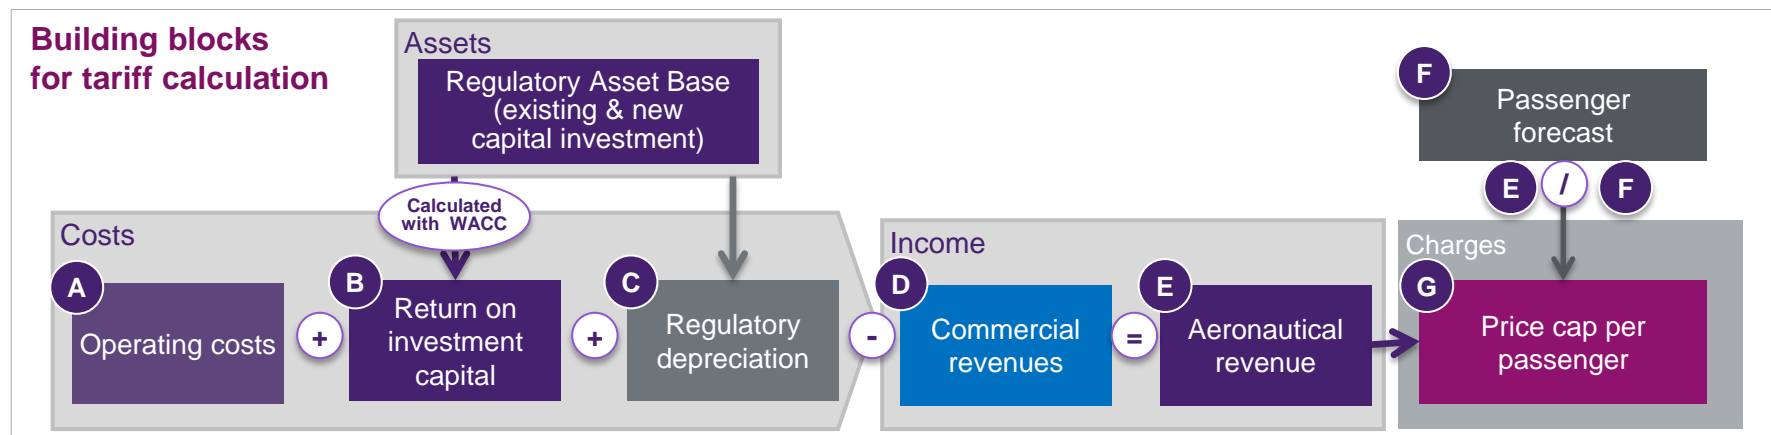 Building blocks
for tariff calculation
Assets
Regulatory Asset Base
(existing & new
capital investment)
F
Passenger
forecast
E / F
Calculated
with WACC
Costs
A
Operating costs
+
B
Return on
investment
capital
+
C
Regulatory
depreciation
-
Income
D
Commercial
revenues
=
E
Aeronautical
revenue
Charges
G
Price cap per
passenger